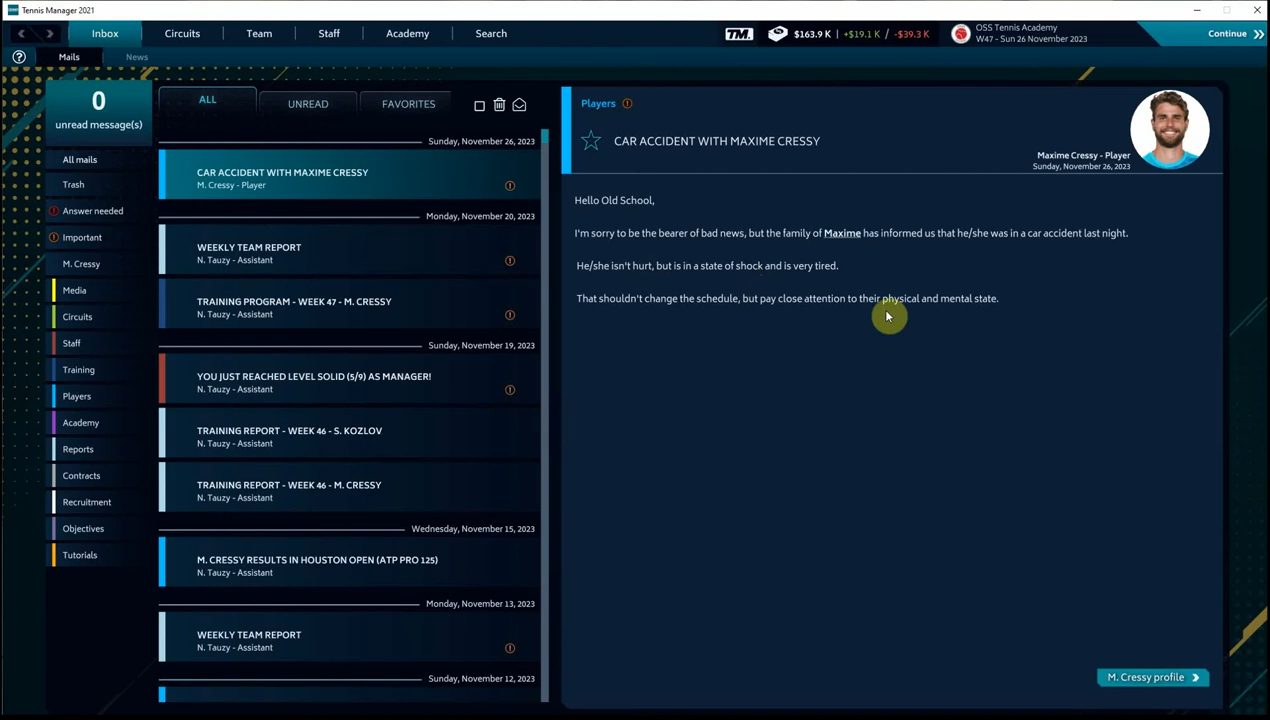 Tennis Manager 2021
Inbox
Circuits
Team
Staff
Academy
Search
TM.
$163.9 K | +$19.1 K / -$39.3 K
OSS Tennis Academy
W47 - Sun 26 November 2023
Continue
Mails
News
0
unread message(s)
All mails
Trash
Answer needed
Important
M. Cressy
Media
Circuits
Staff
Training
Players
Academy
Reports
Contracts
Recruitment
Objectives
Tutorials
ALL
UNREAD
FAVORITES
Sunday, November 26, 2023
CAR ACCIDENT WITH MAXIME CRESSY
M. Cressy - Player
Monday, November 20, 2023
WEEKLY TEAM REPORT
N. Tauzy - Assistant
TRAINING PROGRAM - WEEK 47 - M. CRESSY
N. Tauzy - Assistant
Sunday, November 19, 2023
YOU JUST REACHED LEVEL SOLID (5/9) AS MANAGER!
N. Tauzy - Assistant
TRAINING REPORT - WEEK 46 - S. KOZLOV
N. Tauzy - Assistant
TRAINING REPORT - WEEK 46 - M. CRESSY
N. Tauzy - Assistant
Wednesday, November 15, 2023
M. CRESSY RESULTS IN HOUSTON OPEN (ATP PRO 125)
N. Tauzy - Assistant
Monday, November 13, 2023
WEEKLY TEAM REPORT
N. Tauzy - Assistant
Sunday, November 12, 2023
Players
CAR ACCIDENT WITH MAXIME CRESSY
Maxime Cressy - Player
Sunday, November 26, 2023
Hello Old School,
I'm sorry to be the bearer of bad news, but the family of Maxime has informed us that he/she was in a car accident last night.
He/she isn't hurt, but is in a state of shock and is very tired.
That shouldn't change the schedule, but pay close attention to their physical and mental state.
M. Cressy profile